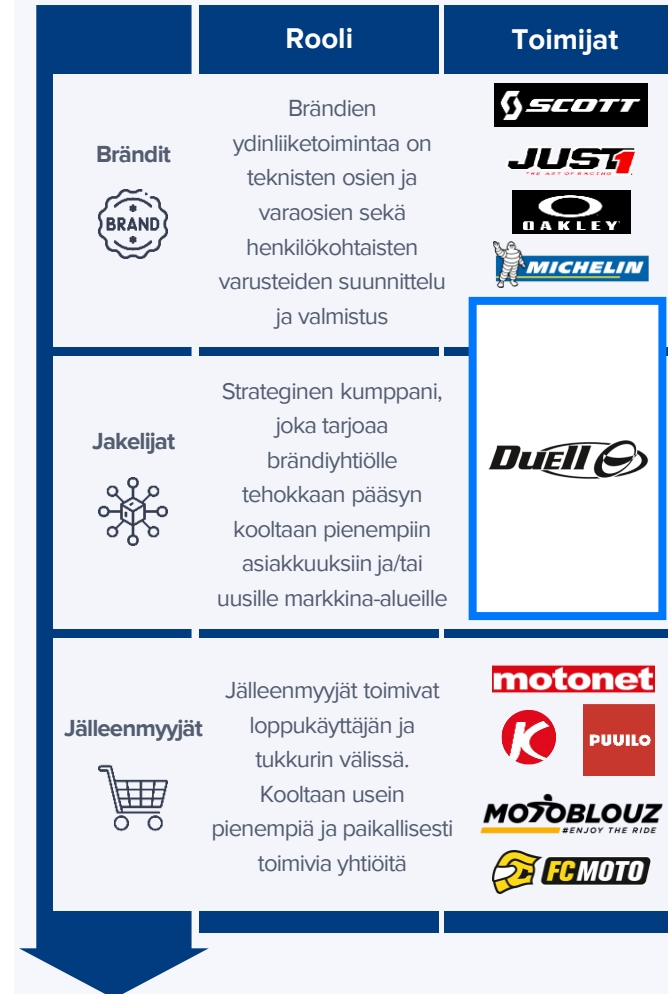 Rooli
Toimijat
Brändit
BRAND
Brändien
ydinliiketoimintaa on
teknisten osien ja
varaosien sekä
henkilökohtaisten
varusteiden suunnittelu
ja valmistus
SCOTT
JUST1
THE ART OF RACING
OAKLEY
MICHELIN
Jakelijat
Strateginen kumppani,
joka tarjoaa
brändiyhtiölle
tehokkaan pääsyn
kooltaan pienempiin
asiakkuuksiin ja/tai
uusille markkina-alueille
DUELL
Jälleenmyyjät
Jälleenmyyjät toimivat
loppukäyttäjän ja
tukkurin välissä.
Kooltaan usein
pienempiä ja paikallisesti
toimivia yhtiöitä
motonet
K
PUUILO
MOTOBLOUZ
#ENJOY THE RIDE
FC MOTO